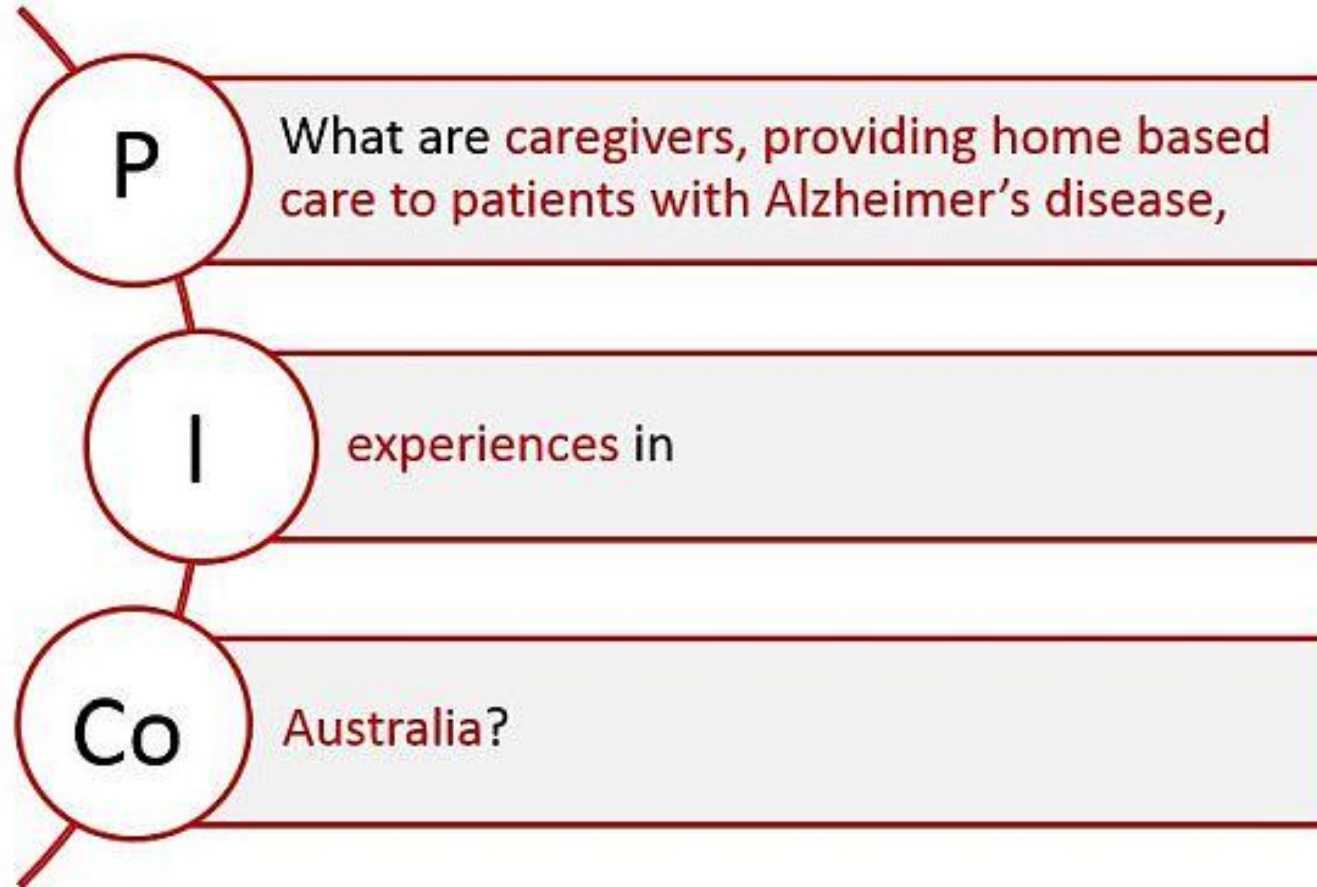 P
What are caregivers, providing home based
care to patients with Alzheimer’s disease,
I
experiences in
Co
Australia?